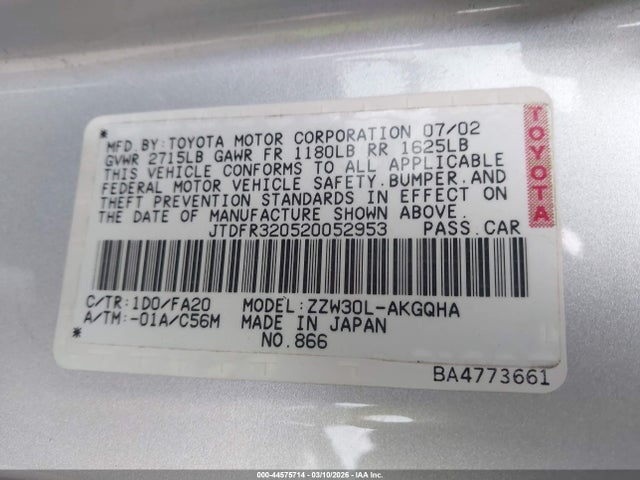 MFD.BY:TOYOTA MOTOR CORPORATION 07/02
GVWR 2715LB GAWR FR 1180LB RR 1625LB
THIS VEHICLE CONFORMS TO ALL APPLICABLE
FEDERAL MOTOR VEHICLE SAFETY.BUMPER.AND
THEFT PREVENTION STANDARDS IN EFFECT ON
THE DATE OF MANUFACTURE SHOWN ABOVE.
JTDFR320520052953 PASS.CAR
TOYOTA
C/TR:1D0/FA20 MODEL:ZZW30L-AKGQHA
A/TM:-01A/C56M MADE IN JAPAN
NO.866
BA4773661
000-44575714 - 03/10/2026 - IAA Inc.